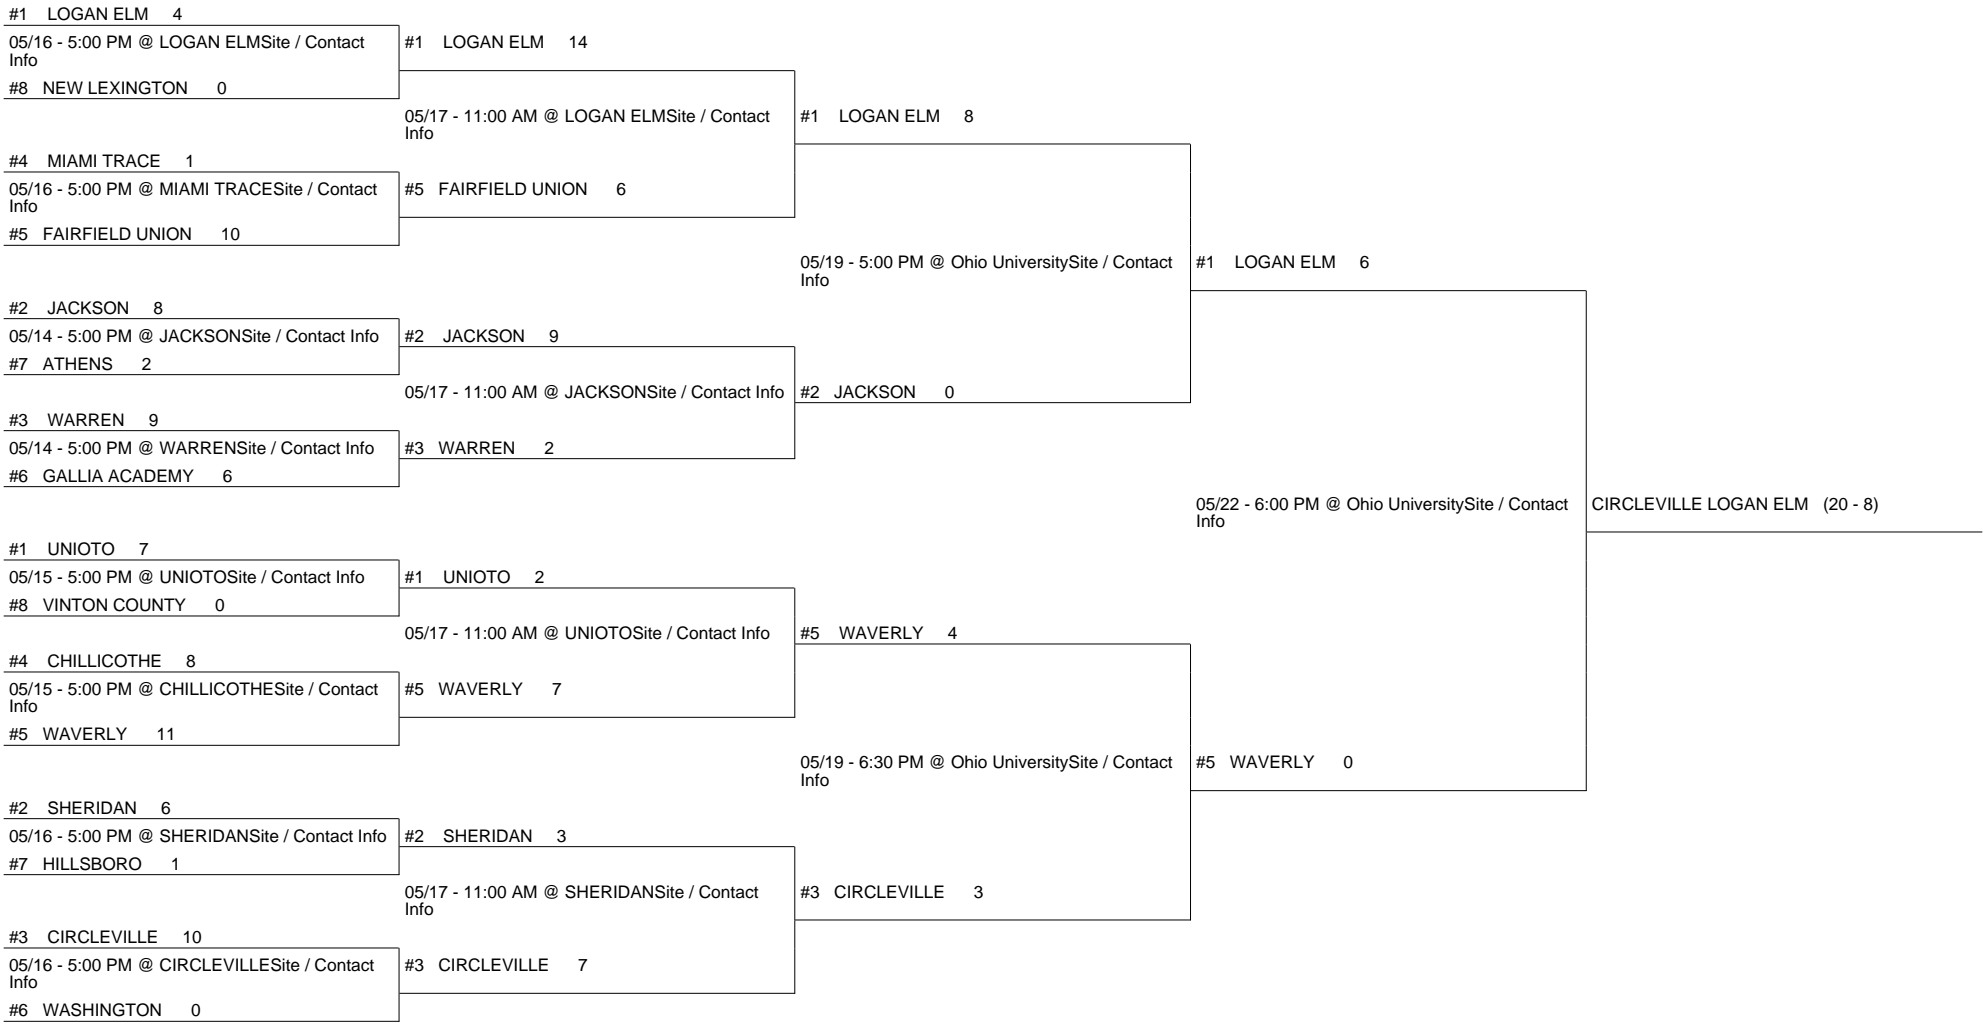 #1 LOGAN ELM 4
05/16 - 5:00 PM @ LOGAN ELMSite / Contact
Info
#8 NEW LEXINGTON 0
#4 MIAMI TRACE 1
05/16 - 5:00 PM @ MIAMI TRACESite / Contact
Info
#5 FAIRFIELD UNION 10
#2 JACKSON 8
05/14 - 5:00 PM @ JACKSONSite / Contact Info
#7 ATHENS 2
#3 WARREN 9
05/14 - 5:00 PM @ WARRENSite / Contact Info
#6 GALLIA ACADEMY 6
#1 UNIOTO 7
05/15 - 5:00 PM @ UNIOTOSite / Contact Info
#8 VINTON COUNTY 0
#4 CHILLICOTHE 8
05/15 - 5:00 PM @ CHILLICOTHESite / Contact
Info
#5 WAVERLY 11
#2 SHERIDAN 6
05/16 - 5:00 PM @ SHERIDANSite / Contact Info
#7 HILLSBORO 1
#3 CIRCLEVILLE 10
05/16 - 5:00 PM @ CIRCLEVILLESite / Contact
Info
#6 WASHINGTON 0
#1 LOGAN ELM 14
05/17 - 11:00 AM @ LOGAN ELMSite / Contact
Info
#5 FAIRFIELD UNION 6
#2 JACKSON 9
05/17 - 11:00 AM @ JACKSONSite / Contact Info
#3 WARREN 2
#1 UNIOTO 2
05/17 - 11:00 AM @ UNIOTOSite / Contact Info
#5 WAVERLY 7
#2 SHERIDAN 3
05/17 - 11:00 AM @ SHERIDANSite / Contact
Info
#3 CIRCLEVILLE 7
#1 LOGAN ELM 8
05/19 - 5:00 PM @ Ohio UniversitySite / Contact
Info
#2 JACKSON 0
#5 WAVERLY 4
05/19 - 6:30 PM @ Ohio UniversitySite / Contact
Info
#3 CIRCLEVILLE 3
#1 LOGAN ELM 6
05/22 - 6:00 PM @ Ohio UniversitySite / Contact
Info
#5 WAVERLY 0
CIRCLEVILLE LOGAN ELM (20 - 8)